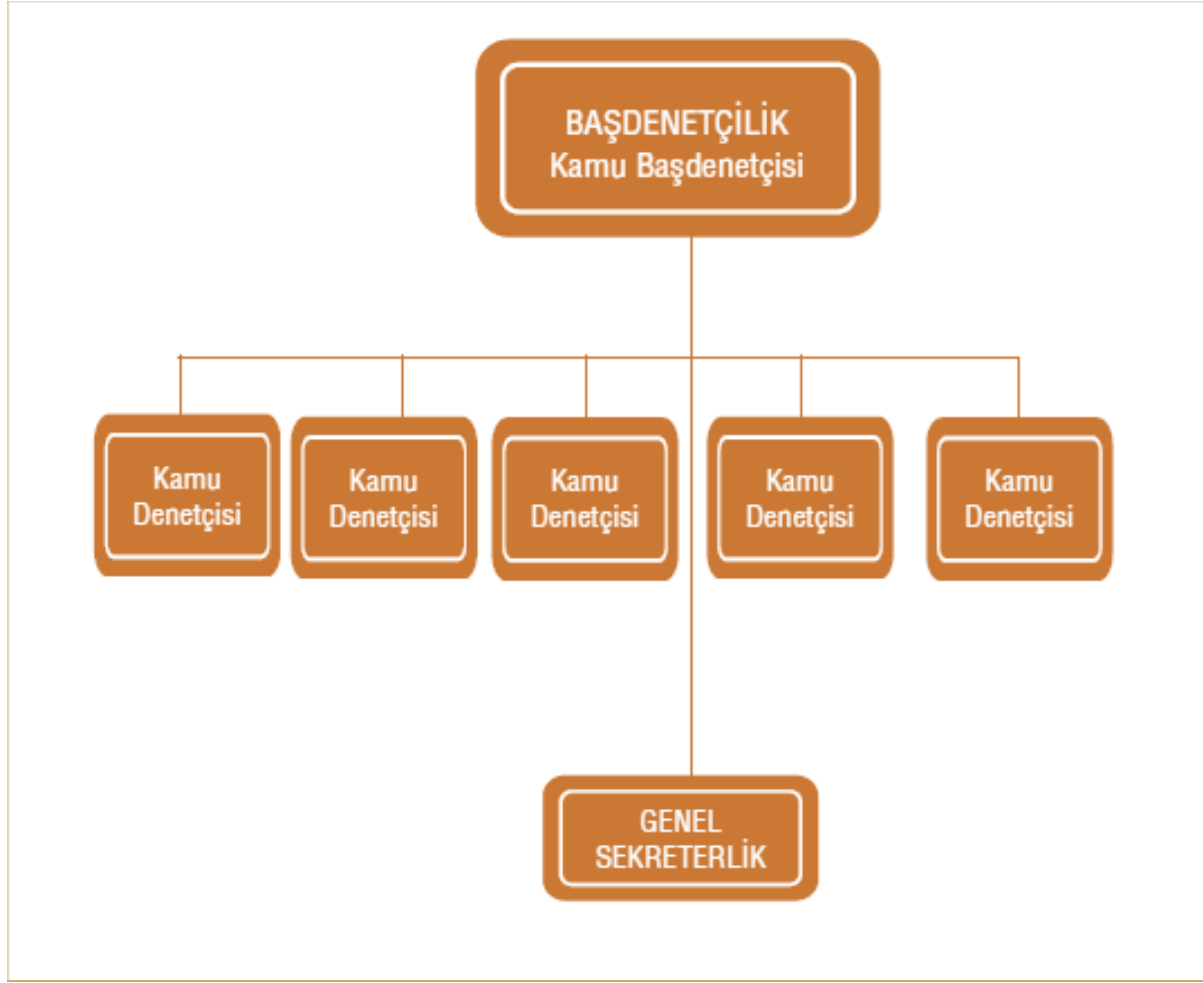 BAŞDENETÇİLİK
Kamu Başdenetçisi
Kamu
Denetçisi
Kamu
Denetçisi
Kamu
Denetçisi
Kamu
Denetçisi
Kamu
Denetçisi
GENEL
SEKRETERLİK